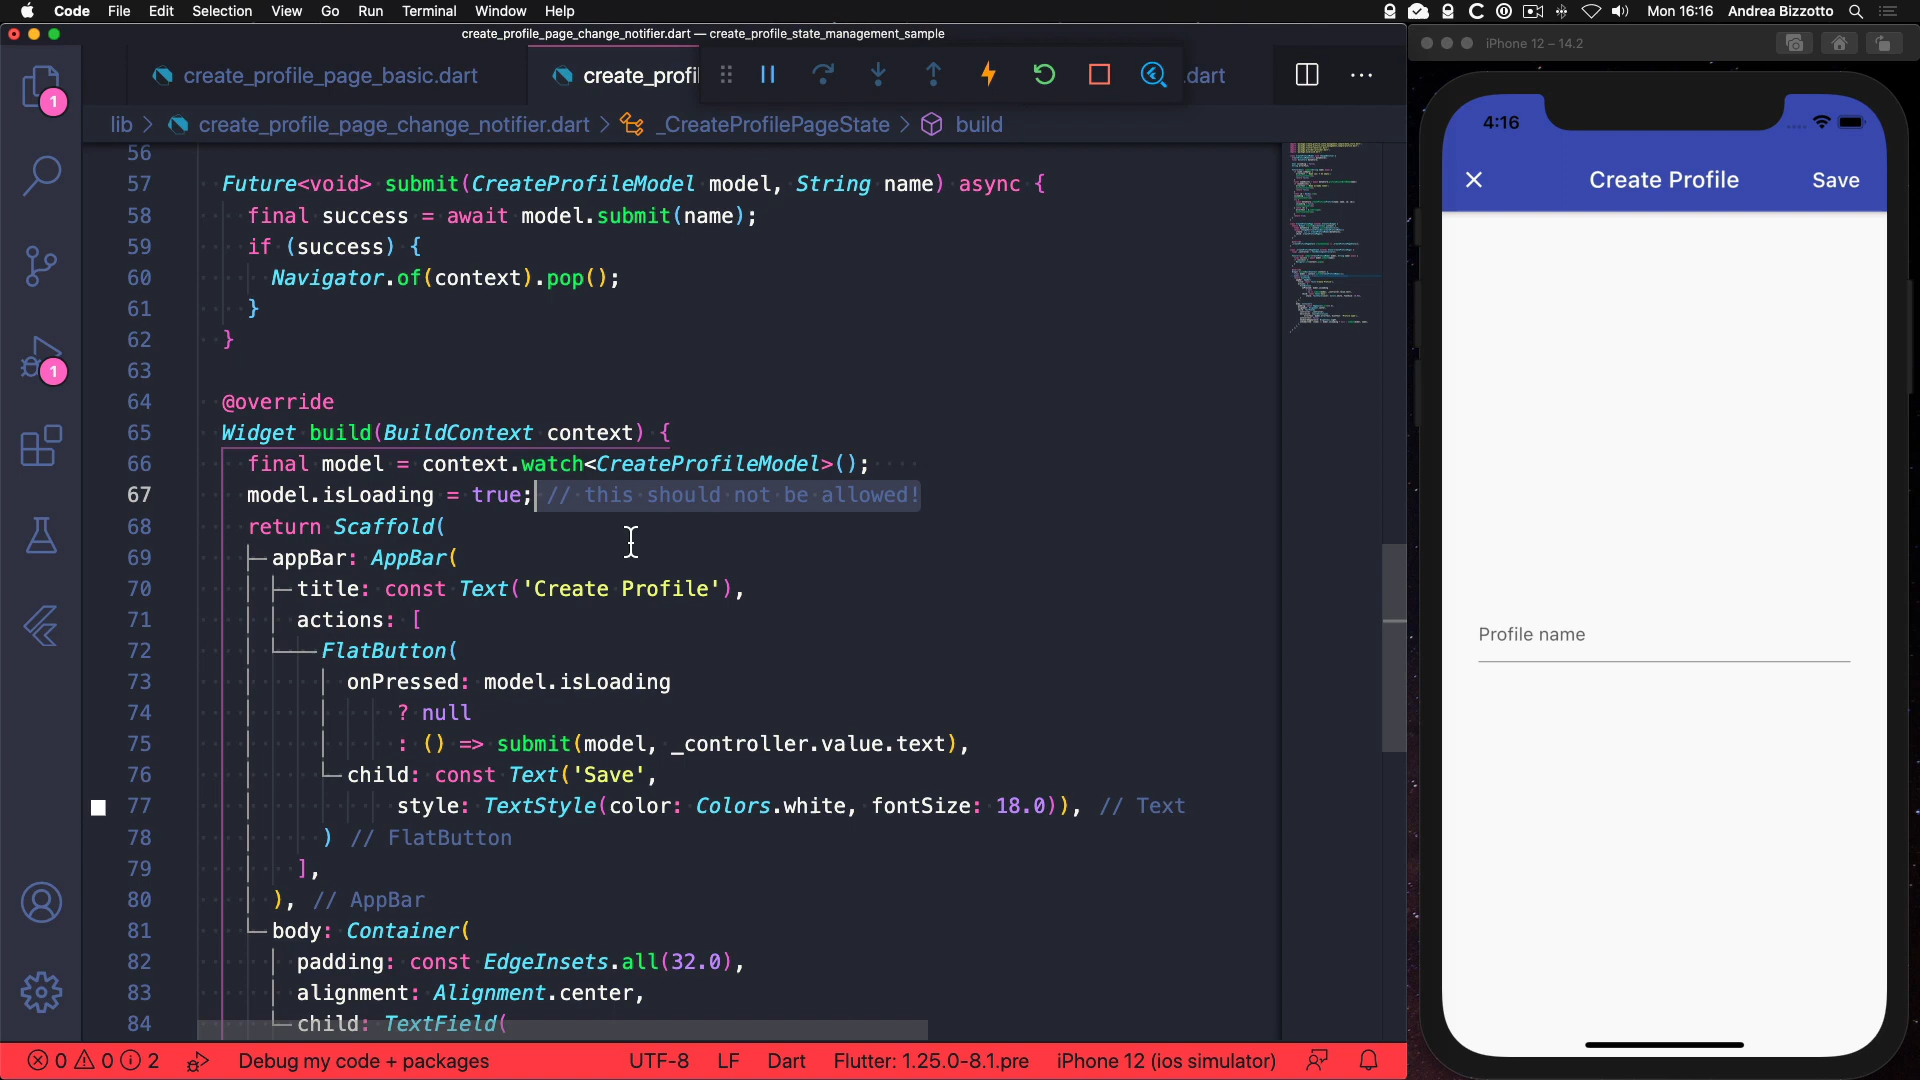 Code File Edit Selection View Go Run Terminal Window Help Mon 16:16 Andrea Bizzotto
create_profile_page_change_notifier.dart — create_profile_state_management_sample
iPhone 12 – 14.2
create_profile_page_basic.dart create_profil .dart
1
lib > create_profile_page_change_notifier.dart > _CreateProfilePageState > build
56
57 Future<void> submit(CreateProfileModel model, String name) async {
58 final success = await model.submit(name);
59 if (success) {
60 Navigator.of(context).pop();
61 }
62 }
63
64 @override
65 Widget build(BuildContext context) {
66 final model = context.watch<CreateProfileModel>();
67 model.isLoading = true; // this should not be allowed!
68 return Scaffold(
69 appBar: AppBar(
70 title: const Text('Create Profile'),
71 actions: [
72 FlatButton(
73 onPressed: model.isLoading
74 ? null
75 : () => submit(model, _controller.value.text),
76 child: const Text('Save',
77 style: TextStyle(color: Colors.white, fontSize: 18.0)), // Text
78 ) // FlatButton
79 ],
80 ), // AppBar
81 body: Container(
82 padding: const EdgeInsets.all(32.0),
83 alignment: Alignment.center,
84 child: TextField(
1
0 0 2 Debug my code + packages UTF-8 LF Dart Flutter: 1.25.0-8.1.pre iPhone 12 (ios simulator)
4:16
Create Profile Save
Profile name